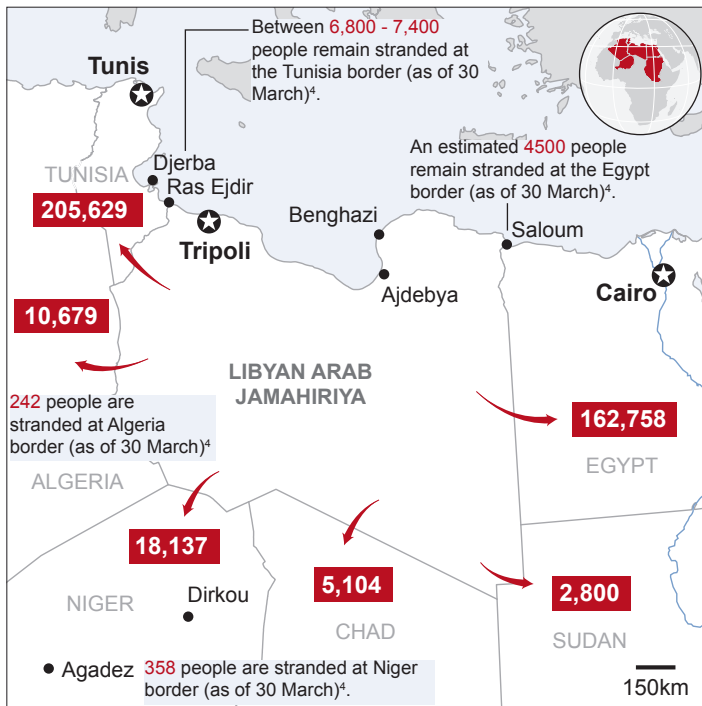 Between 6,800 - 7,400
people remain stranded at
the Tunisia border (as of 30
March)⁴.
Tunis
An estimated 4500 people
remain stranded at the Egypt
border (as of 30 March)⁴.
TUNISIA
Djerba
Ras Ejdir
205,629
Tripoli
Benghazi
Saloum
Ajdebya
Cairo
10,679
LIBYAN ARAB
JAMAHIRIYA
242 people are
stranded at Algeria
border (as of 30 March)⁴
ALGERIA
162,758
EGYPT
18,137
NIGER
Dirkou
5,104
CHAD
2,800
SUDAN
Agadez
358 people are stranded at Niger
border (as of 30 March)⁴.
150km